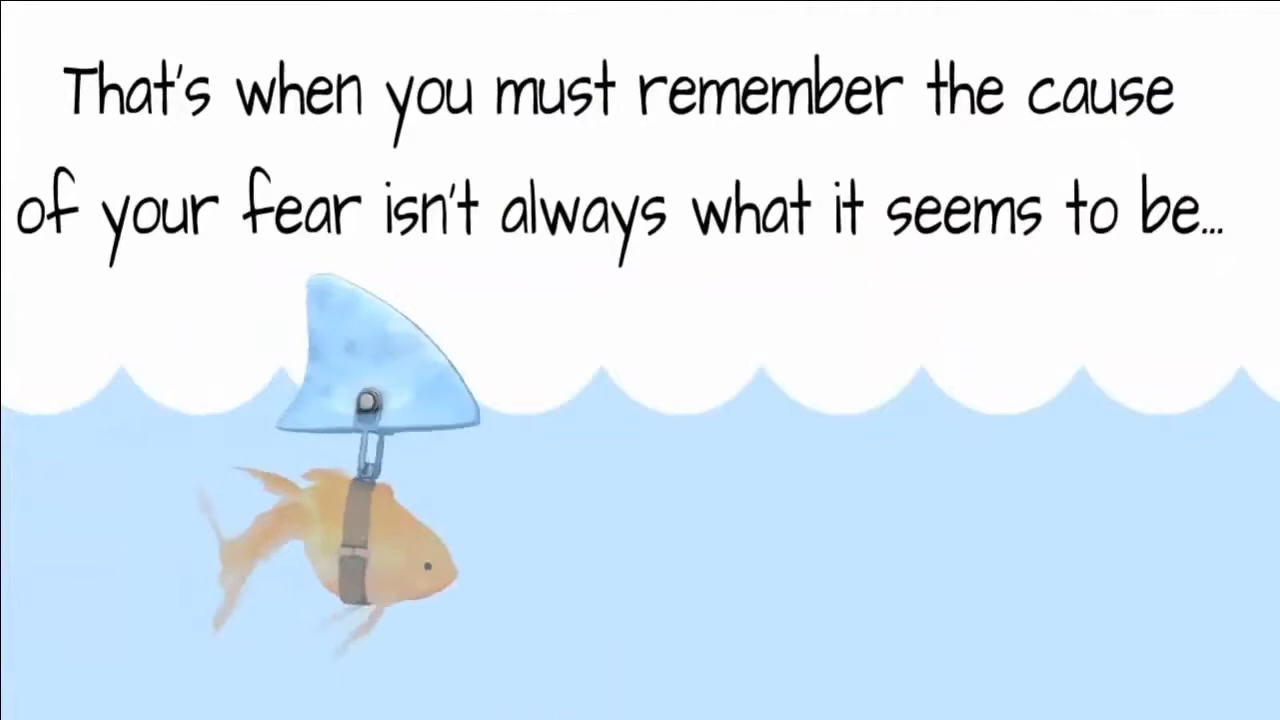 That's when you must remember the cause
of your fear isn't always what it seems to be...